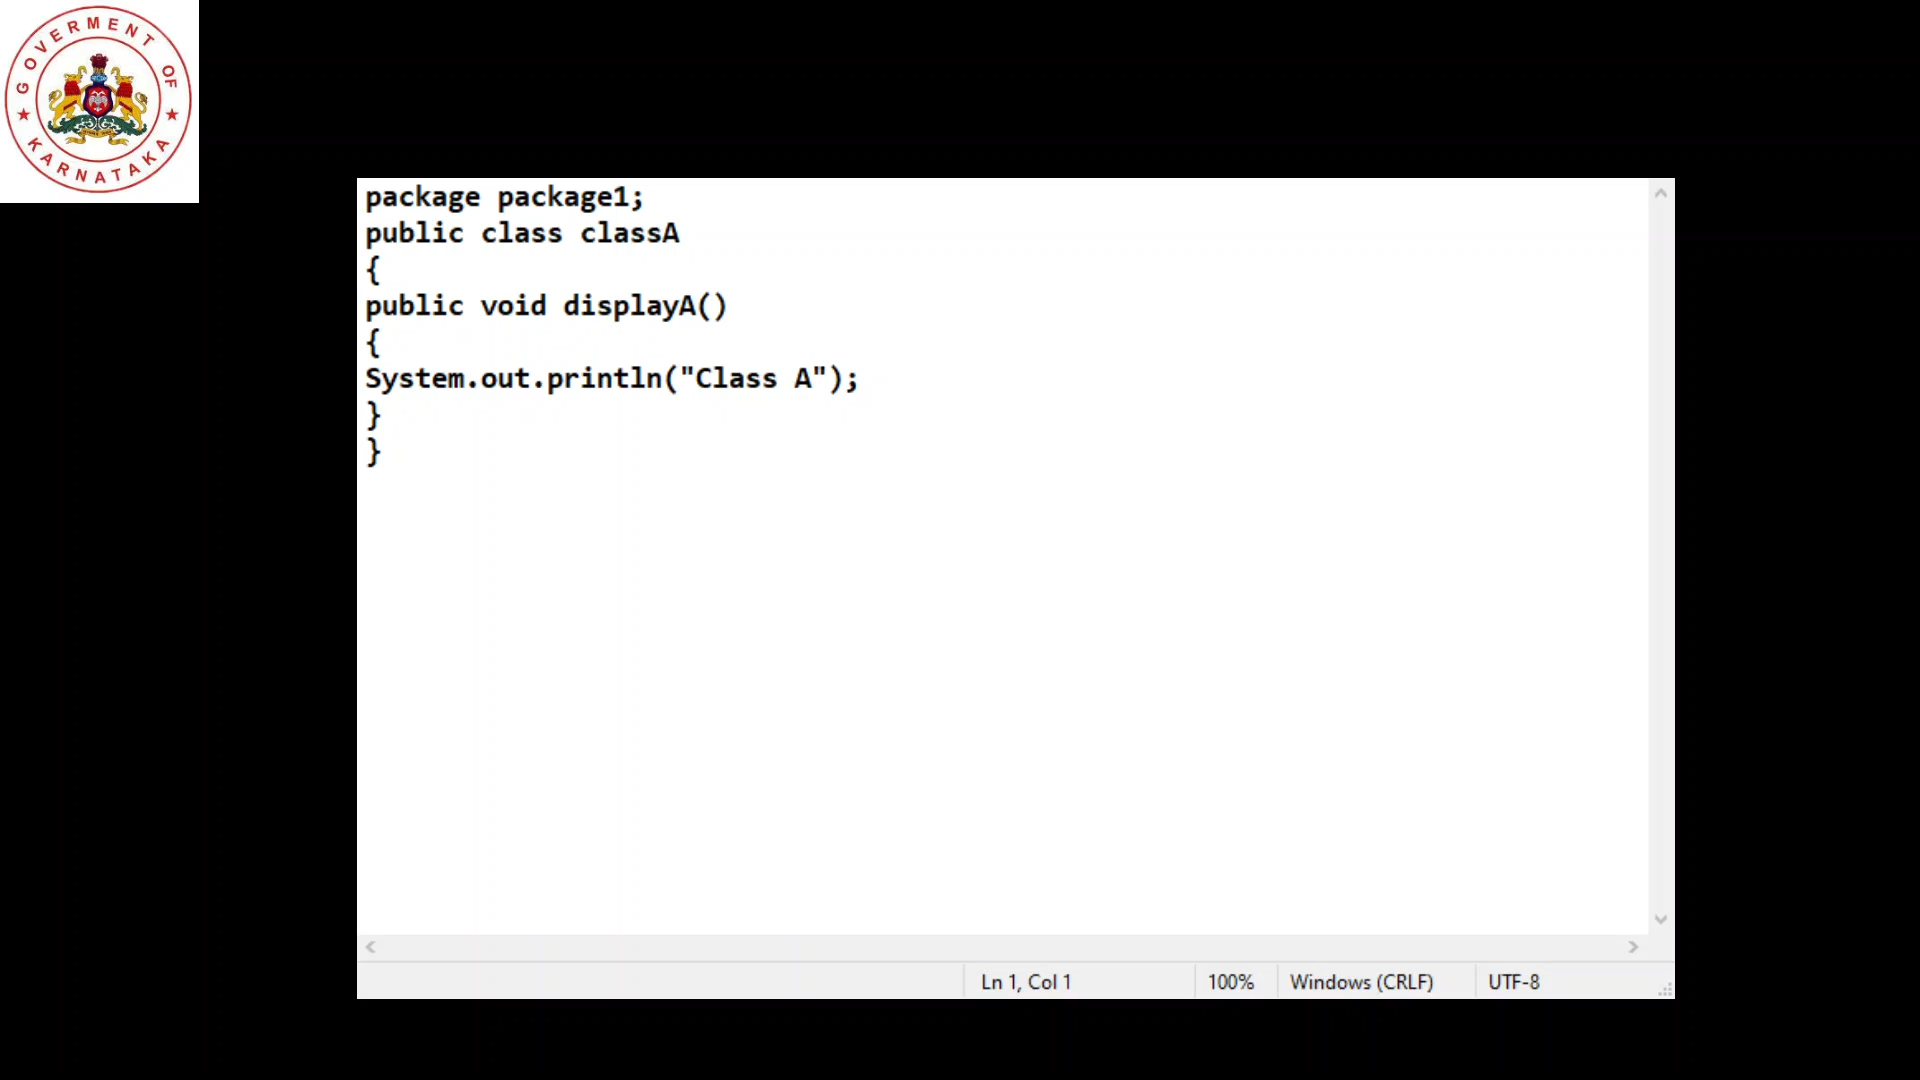 GOVERMENT OF
KARNATAKA
package package1;
public class classA
{
public void displayA()
{
System.out.println("Class A");
}
}
Ln 1, Col 1 100% Windows (CRLF) UTF-8